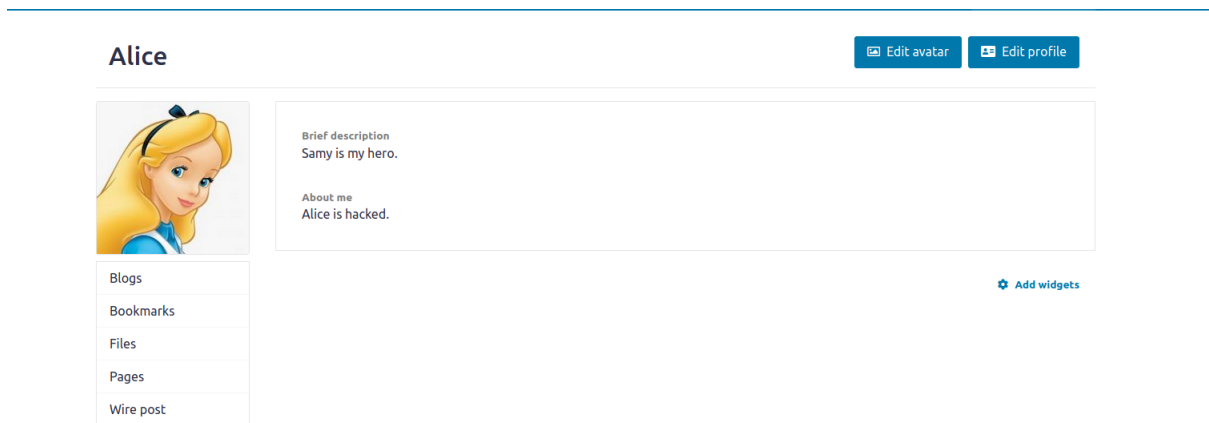 Alice
Edit avatar
Edit profile
Brief description
Samy is my hero.
About me
Alice is hacked.
Blogs
Bookmarks
Files
Pages
Wire post
Add widgets